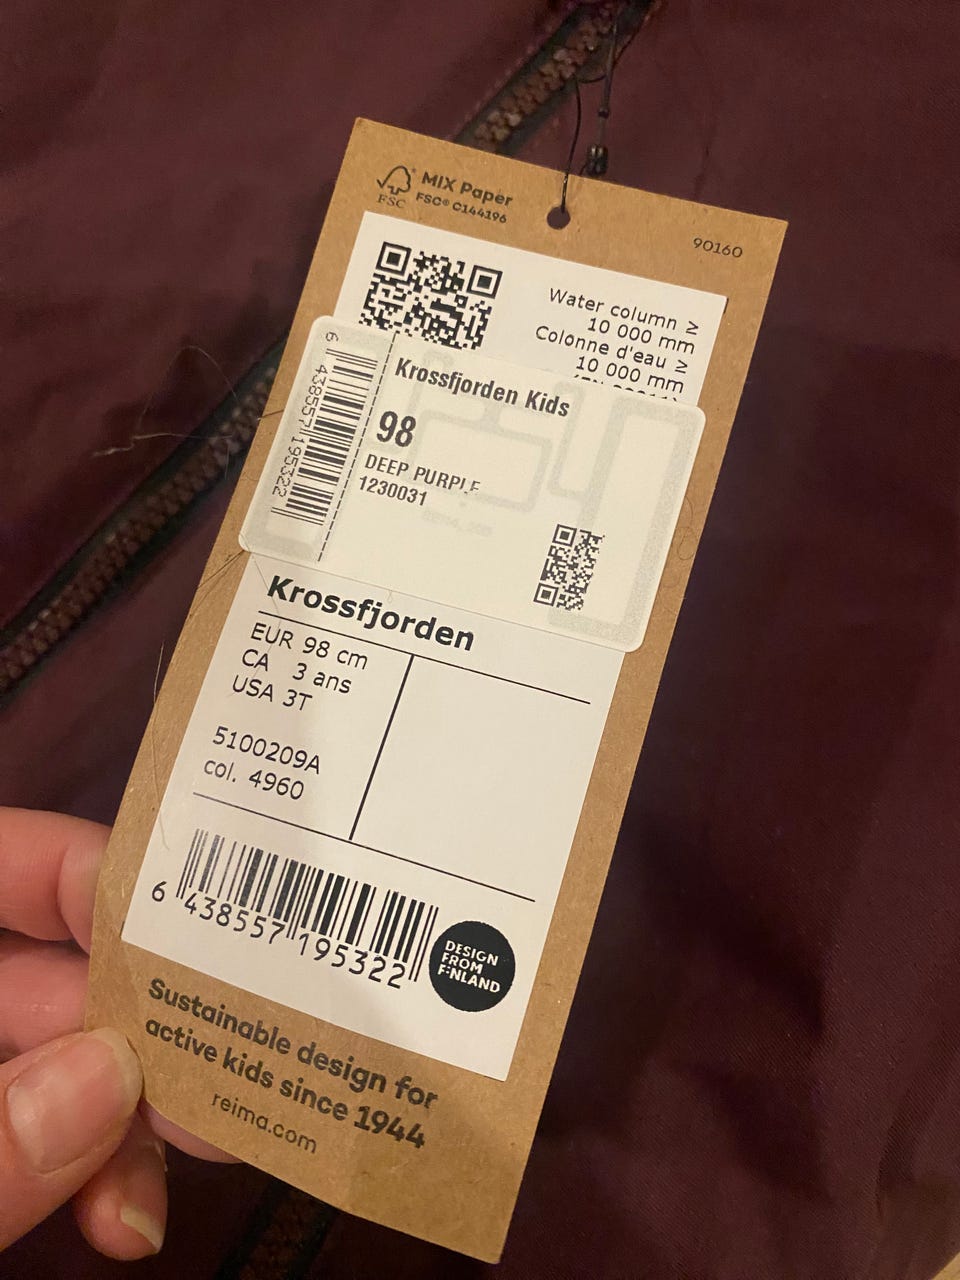 FSC
MIX Paper
FSC® C144196
90160
Water column ≥
10 000 mm
Colonne d'eau ≥
10 000 mm
6 438557 195322
Krossfjorden Kids
98
DEEP PURPLE
1230031
Krossfjorden
EUR 98 cm
CA 3 ans
USA 3T
5100209A
col. 4960
6 438557 195322
DESIGN
FROM
FINLAND
Sustainable design for
active kids since 1944
reima.com